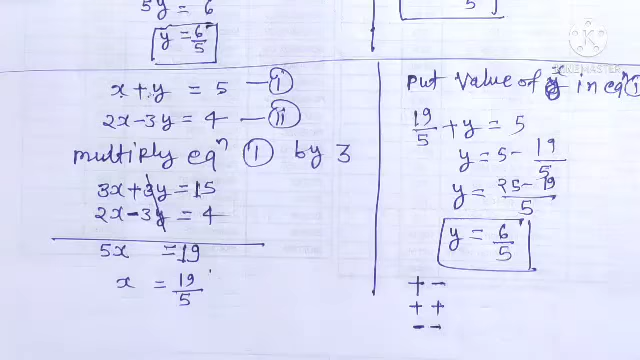 5y = 6
y = 6/5
5
x + y = 5 — (i)
2x - 3y = 4 — (ii)
multiply eqⁿ (i) by 3
3x + 3y = 15
2x - 3y = 4
5x = 19
x = 19/5
Put value of x in eqⁿ (i)
19/5 + y = 5
y = 5 - 19/5
y = 25 - 19/5
y = 6/5
+ -
+ +
- -